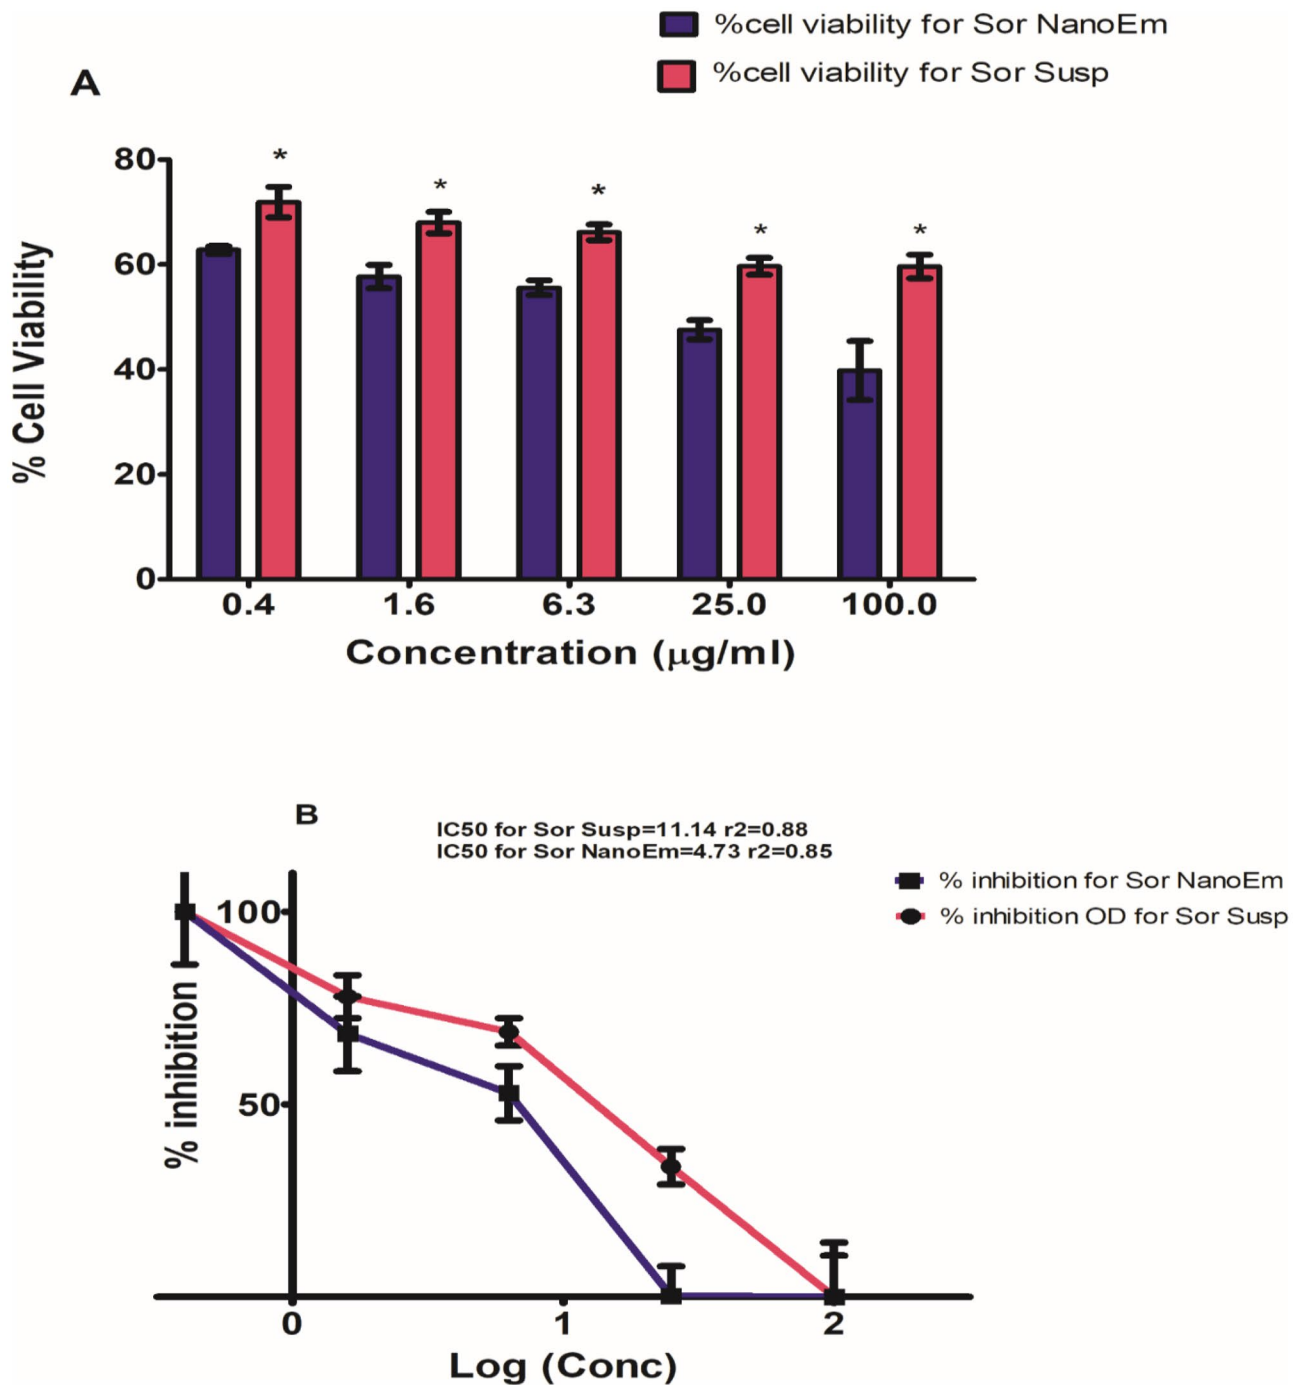 %cell viability for Sor NanoEm
%cell viability for Sor Susp
A
% Cell Viability
80
60
40
20
0
* * * * *
0.4 1.6 6.3 25.0 100.0
Concentration (μg/ml)
B
IC50 for Sor Susp=11.14 r2=0.88
IC50 for Sor NanoEm=4.73 r2=0.85
% inhibition for Sor NanoEm
% inhibition OD for Sor Susp
% inhibition
100
50
0 1 2
Log (Conc)